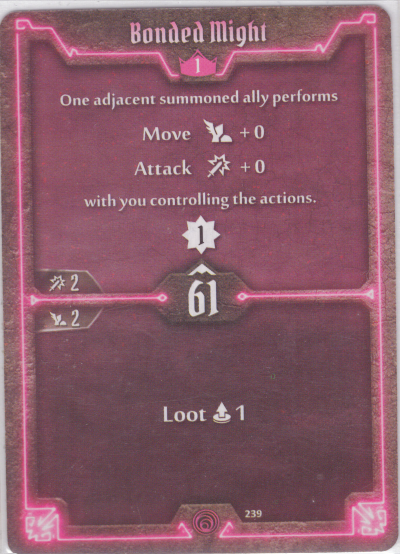 Bonded Might
1
One adjacent summoned ally performs
Move + 0
Attack + 0
with you controlling the actions.
1
2
61
2
Loot 1
239